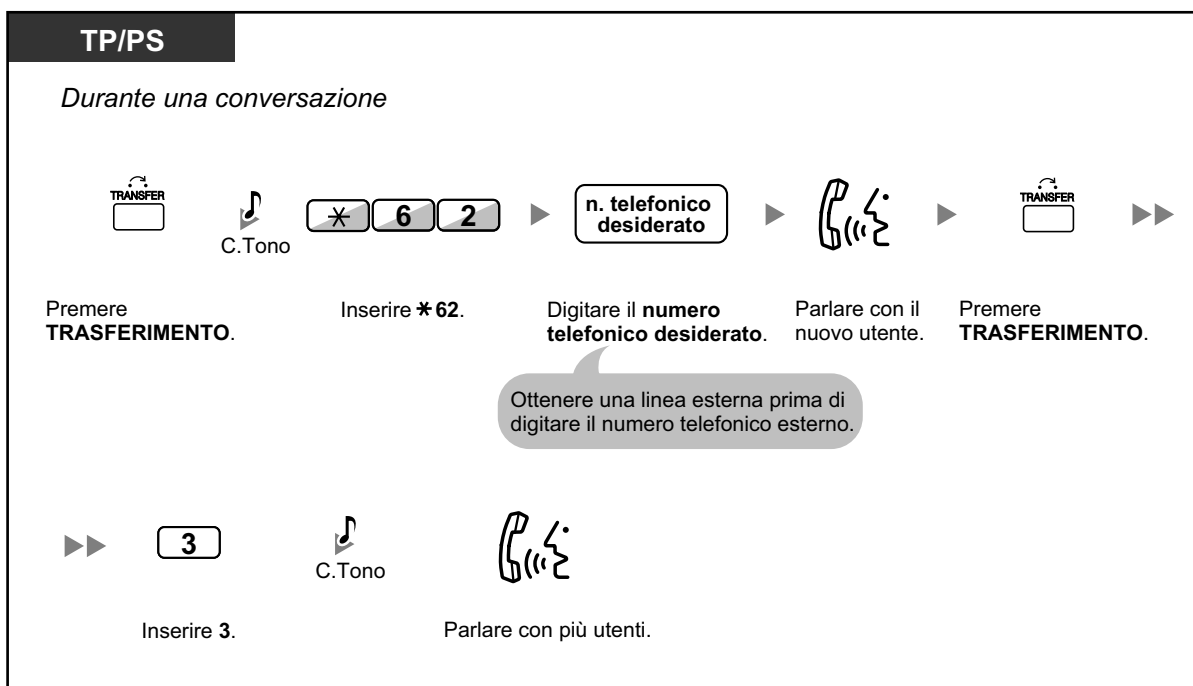 TP/PS
Durante una conversazione
TRANSFER
C.Tono
* 6 2
n. telefonico
desiderato
TRANSFER
Premere
TRASFERIMENTO.
Inserire *62.
Digitare il numero
telefonico desiderato.
Parlare con il
nuovo utente.
Premere
TRASFERIMENTO.
Ottenere una linea esterna prima di
digitare il numero telefonico esterno.
3
C.Tono
Inserire 3.
Parlare con più utenti.